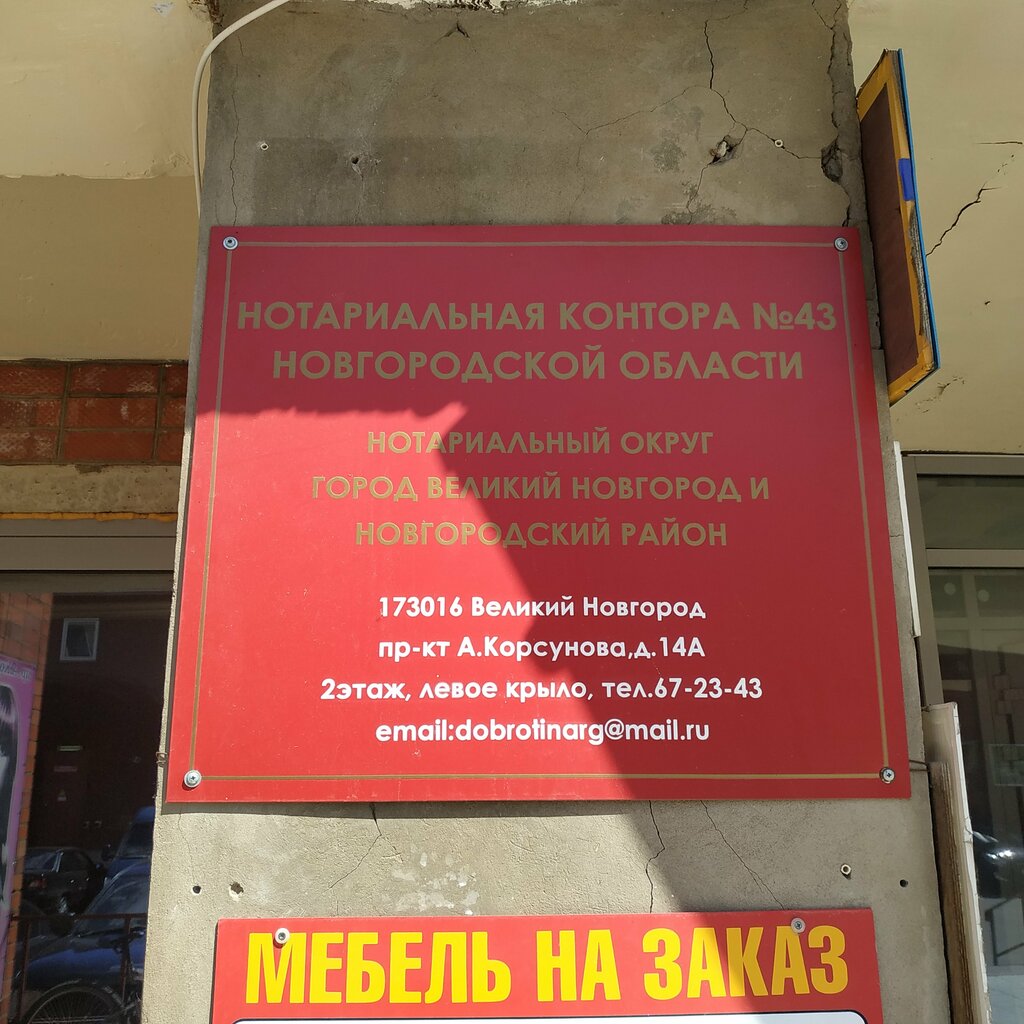 НОТАРИАЛЬНАЯ КОНТОРА №43
НОВГОРОДСКОЙ ОБЛАСТИ
НОТАРИАЛЬНЫЙ ОКРУГ
ГОРОД ВЕЛИКИЙ НОВГОРОД И
НОВГОРОДСКИЙ РАЙОН
173016 Великий Новгород
пр-кт А.Корсунова,д.14А
2этаж, левое крыло, тел.67-23-43
email:dobrotinarg@mail.ru
МЕБЕЛЬ НА ЗАКАЗ